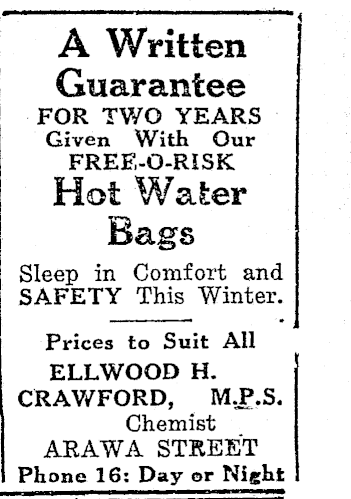 A Written
Guarantee
FOR TWO YEARS
Given With Our
FREE-O-RISK
Hot Water
Bags
Sleep in Comfort and
SAFETY This Winter.
Prices to Suit All
ELLWOOD H.
CRAWFORD, M.P.S.
Chemist
ARAWA STREET
Phone 16: Day or Night